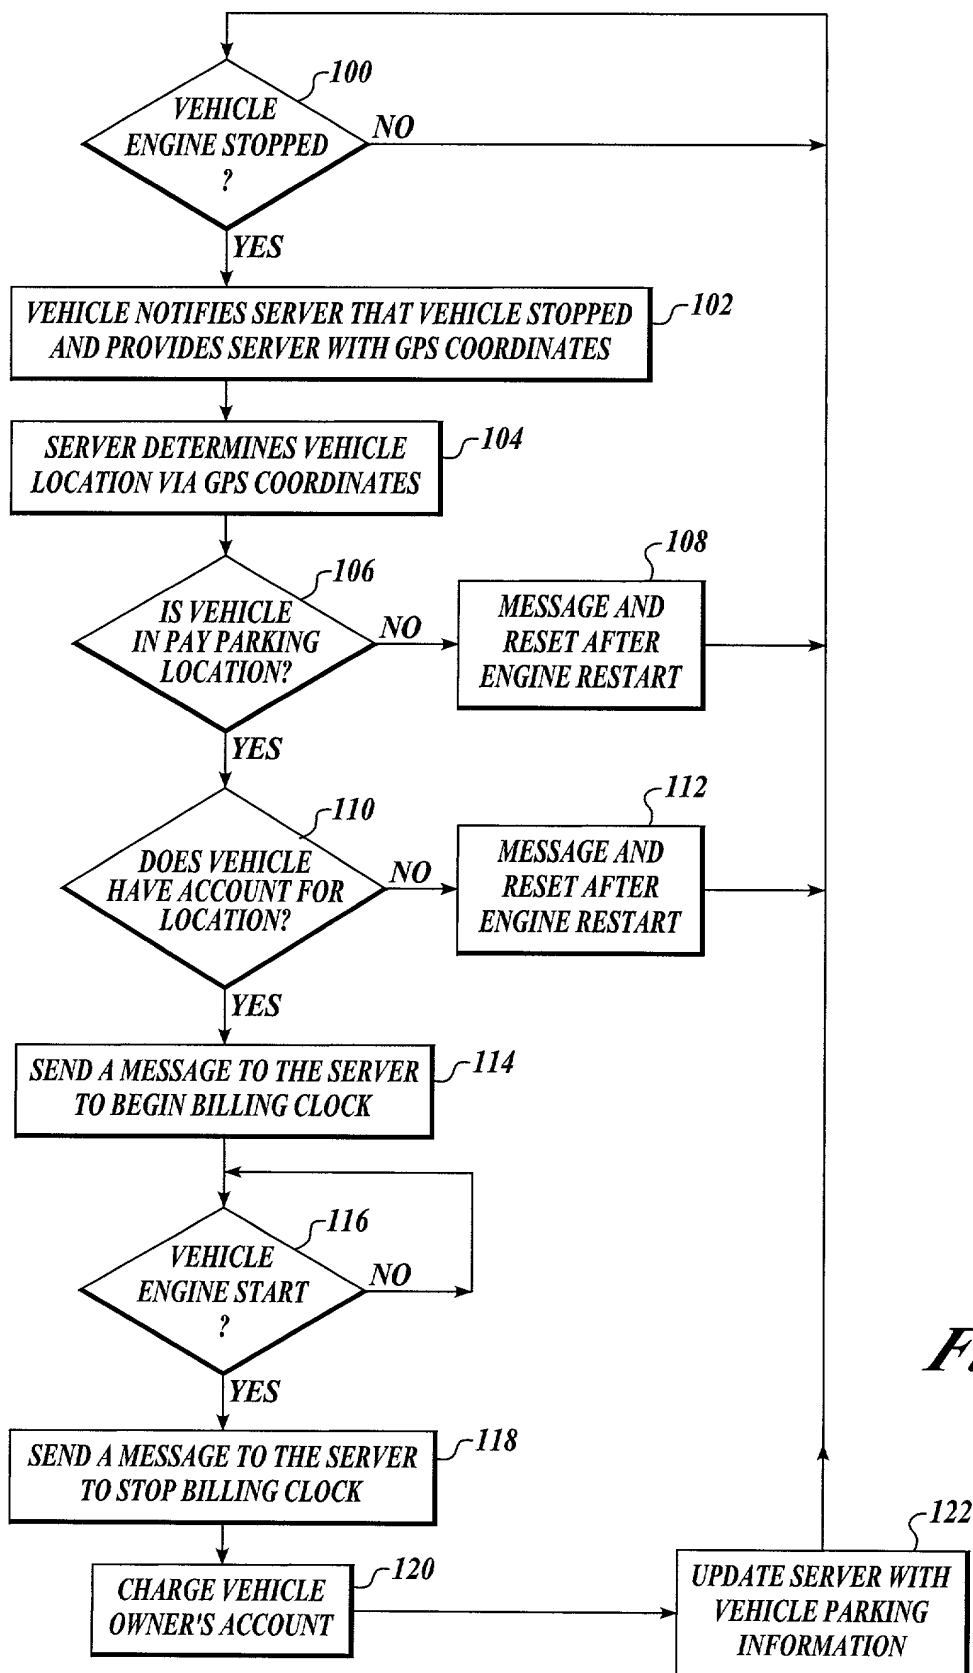 100
VEHICLE
ENGINE STOPPED
?
NO
YES
VEHICLE NOTIFIES SERVER THAT VEHICLE STOPPED
AND PROVIDES SERVER WITH GPS COORDINATES
102
SERVER DETERMINES VEHICLE
LOCATION VIA GPS COORDINATES
104
106
IS VEHICLE
IN PAY PARKING
LOCATION?
NO
108
MESSAGE AND
RESET AFTER
ENGINE RESTART
YES
110
DOES VEHICLE
HAVE ACCOUNT FOR
LOCATION?
NO
112
MESSAGE AND
RESET AFTER
ENGINE RESTART
YES
SEND A MESSAGE TO THE SERVER
TO BEGIN BILLING CLOCK
114
116
VEHICLE
ENGINE START
?
NO
YES
SEND A MESSAGE TO THE SERVER
TO STOP BILLING CLOCK
118
CHARGE VEHICLE
OWNER'S ACCOUNT
120
122
UPDATE SERVER WITH
VEHICLE PARKING
INFORMATION